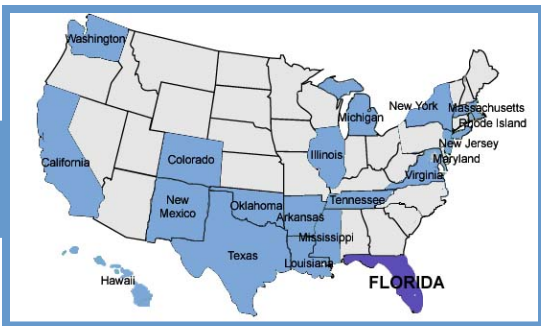 Washington
New York
Massachusetts
Michigan
Rhode Island
New Jersey
Illinois
Maryland
California
Colorado
Virginia
New
Mexico
Oklahoma
Tennessee
Arkansas
Mississippi
Texas
Louisiana
Hawaii
FLORIDA